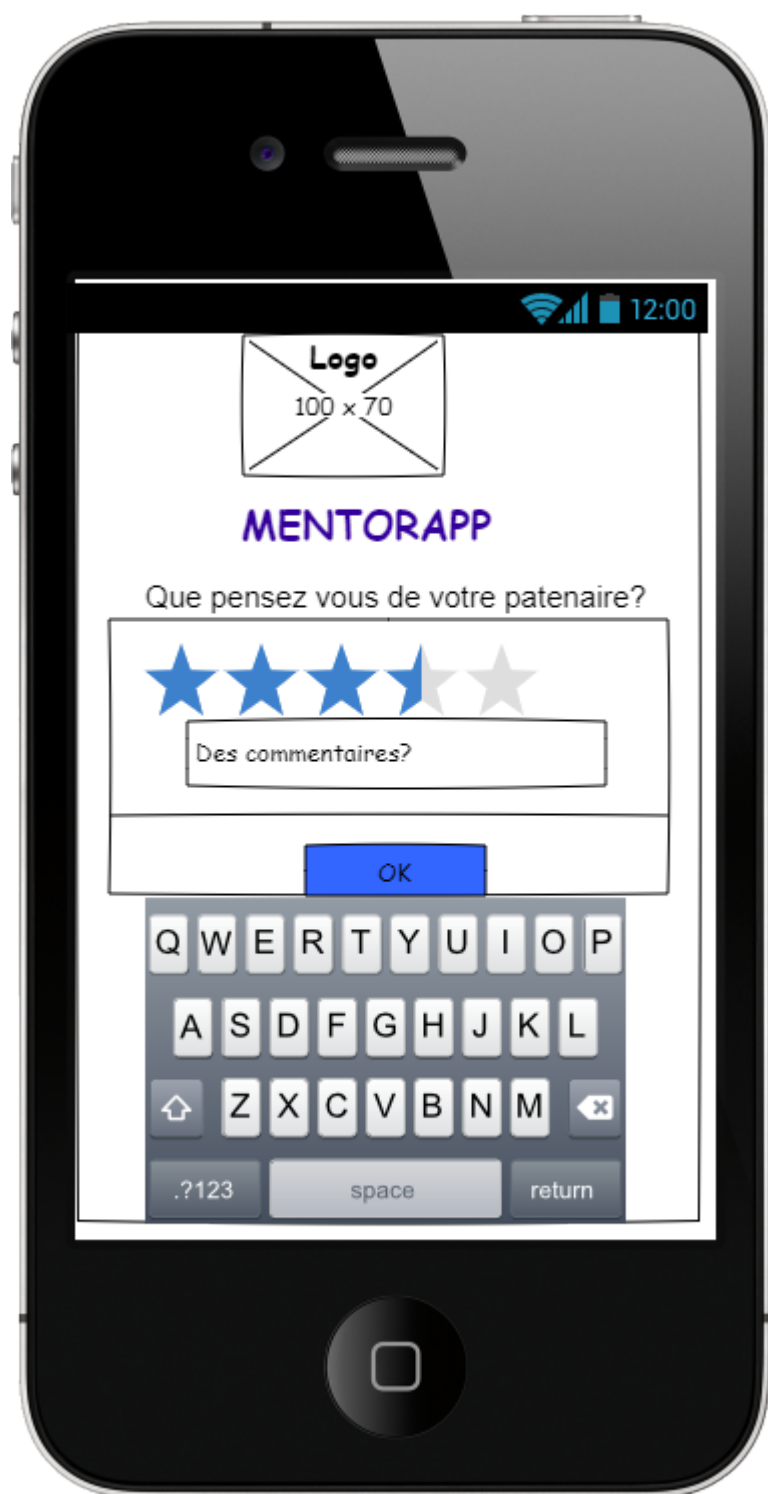 12:00
Logo
100 x 70
MENTORAPP
Que pensez vous de votre patenaire?
Des commentaires?
OK
Q W E R T Y U I O P
A S D F G H J K L
Z X C V B N M
.?123 space return